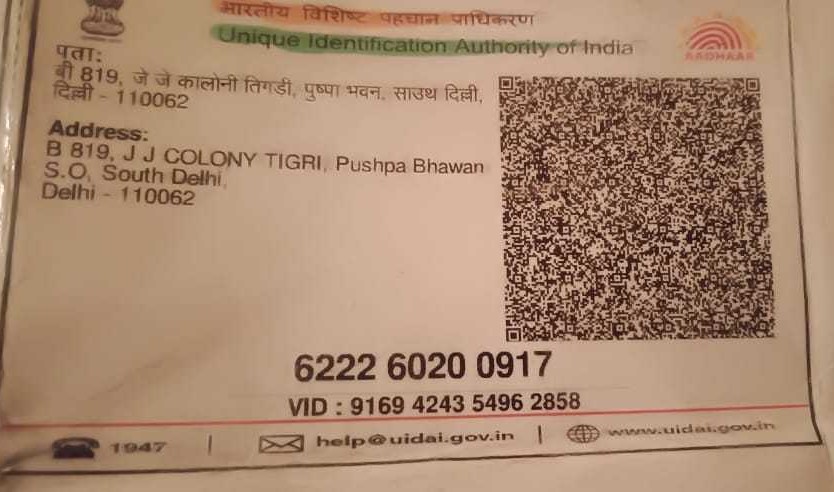 भारतीय विशिष्ट पहचान प्राधिकरण
Unique Identification Authority of India
AADHAAR
पता:
बी 819, जे जे कालोनी तिगडी, पुष्पा भवन, साउथ दिल्ली,
दिल्ली - 110062
Address:
B 819, J J COLONY TIGRI, Pushpa Bhawan
S.O, South Delhi,
Delhi - 110062
6222 6020 0917
VID : 9169 4243 5496 2858
1947 | help@uidai.gov.in | www.uidai.gov.in